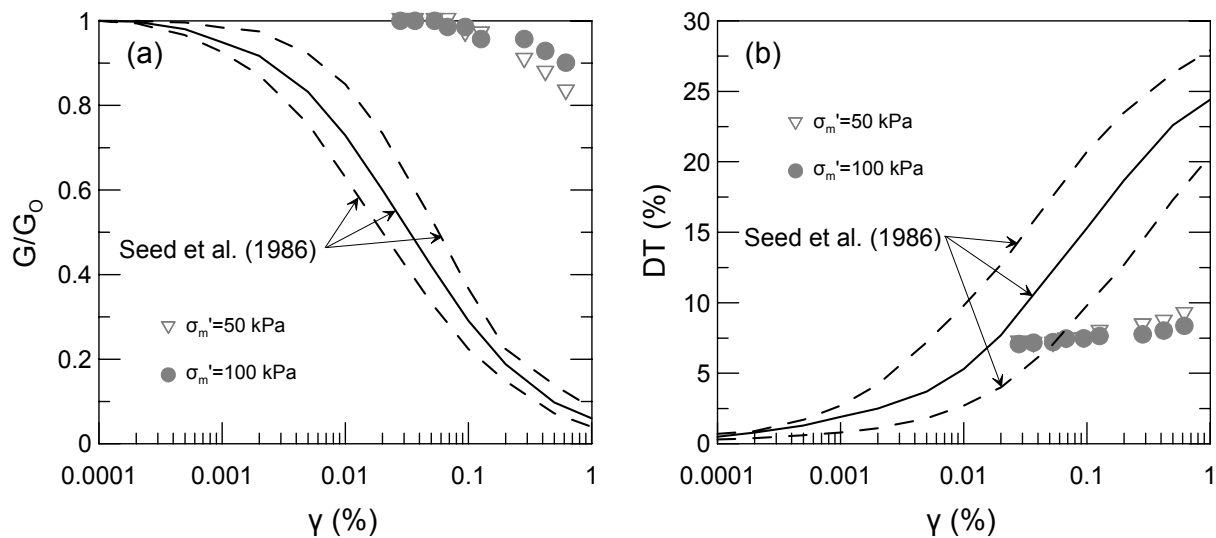 (a)
1
0.8
0.6
0.4
0.2
0
G/G_O
Seed et al. (1986)
σ_m'=50 kPa
σ_m'=100 kPa
0.0001
0.001
0.01
0.1
1
γ (%)
(b)
30
25
20
15
10
5
0
DT (%)
σ_m'=50 kPa
σ_m'=100 kPa
Seed et al. (1986)
0.0001
0.001
0.01
0.1
1
γ (%)